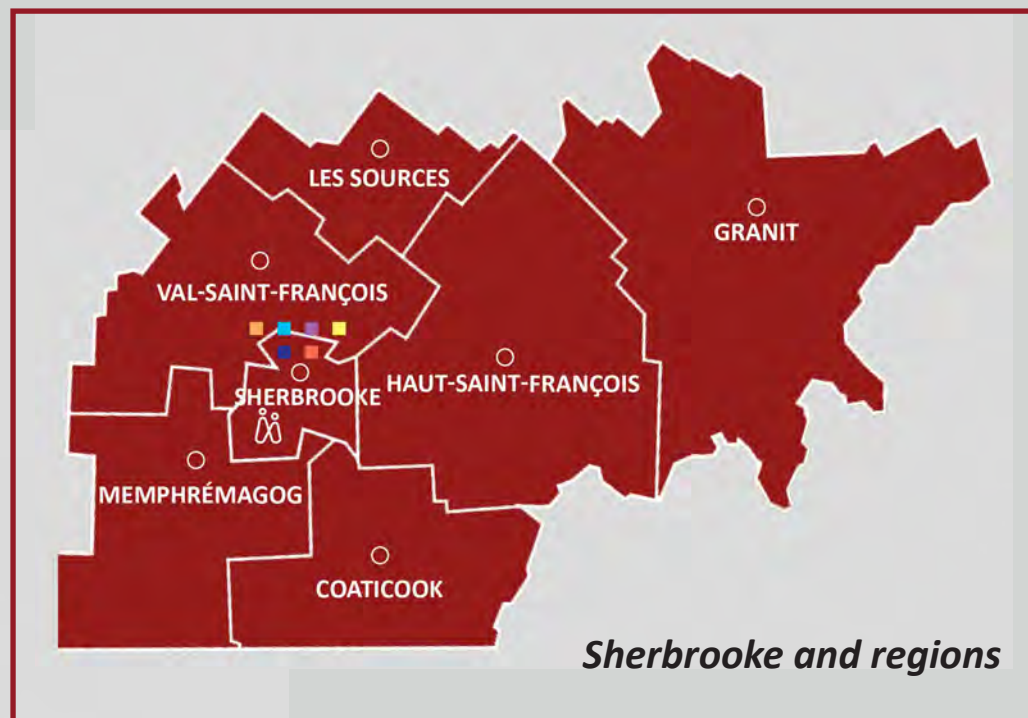 LES SOURCES
GRANIT
VAL-SAINT-FRANÇOIS
HAUT-SAINT-FRANÇOIS
SHERBROOKE
MEMPHRÉMAGOG
COATICOOK
Sherbrooke and regions